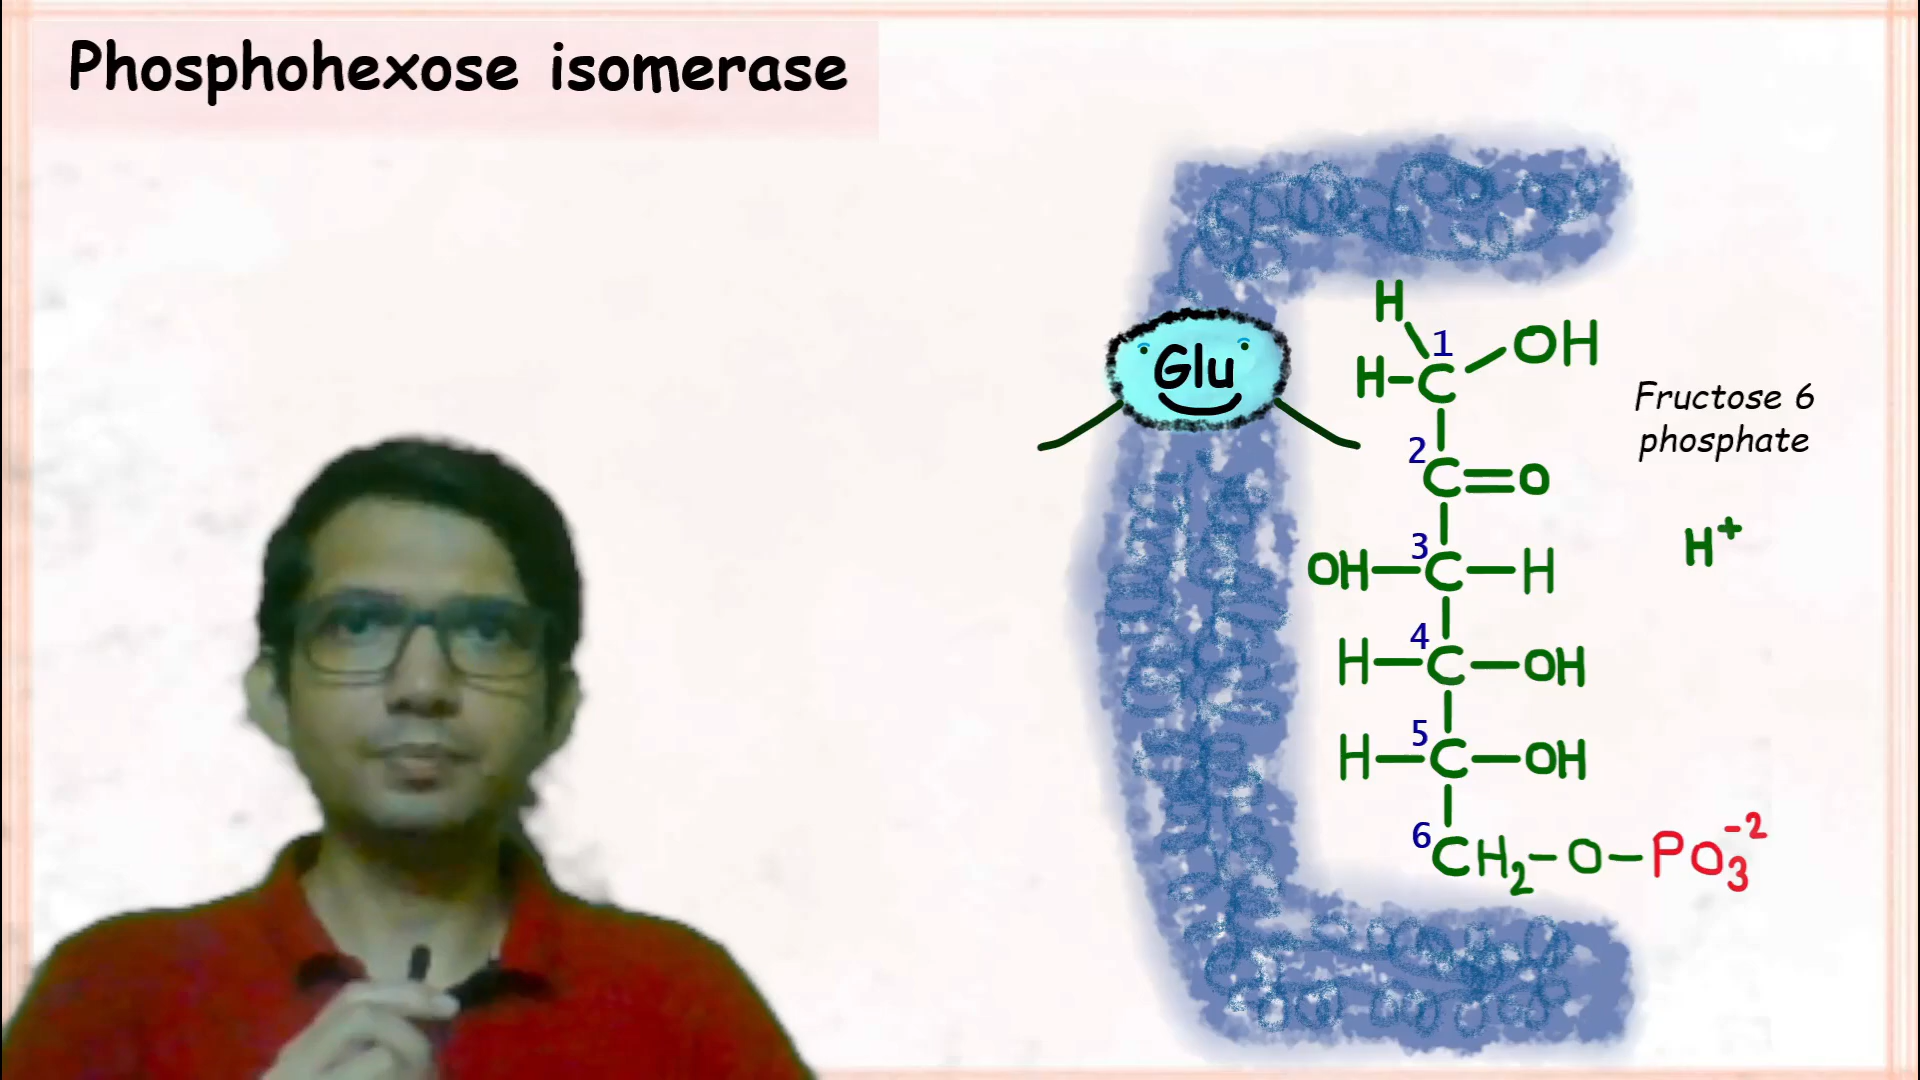 Phosphohexose isomerase
Glu
H
1
OH
H-C
Fructose 6
phosphate
2
C=O
H+
3
OH-C-H
4
H-C-OH
5
H-C-OH
6
CH2-O-PO3-2